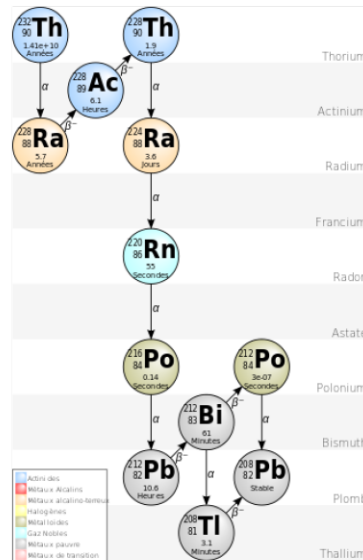 232
90
Th
1.41e+10
Années
228
90
Th
1.9
Années
Thorium
α
β⁻
α
228
89
Ac
6.1
Heures
Actinium
β⁻
228
88
Ra
5.7
Années
224
88
Ra
3.6
Jours
Radium
α
Francium
220
86
Rn
55
Secondes
Radon
α
Astate
216
84
Po
0.14
Secondes
212
84
Po
3e-07
Secondes
Polonium
α
β⁻
α
212
83
Bi
61
Minutes
Bismuth
β⁻
212
82
Pb
10.6
Heures
α
208
82
Pb
Stable
Plomb
β⁻
208
81
Tl
3.1
Minutes
Thallium
Actinides
Métaux Alcalins
Métaux alcalino-terreux
Halogènes
Métalloides
Gaz Nobles
Métaux pauvre
Métaux de transition